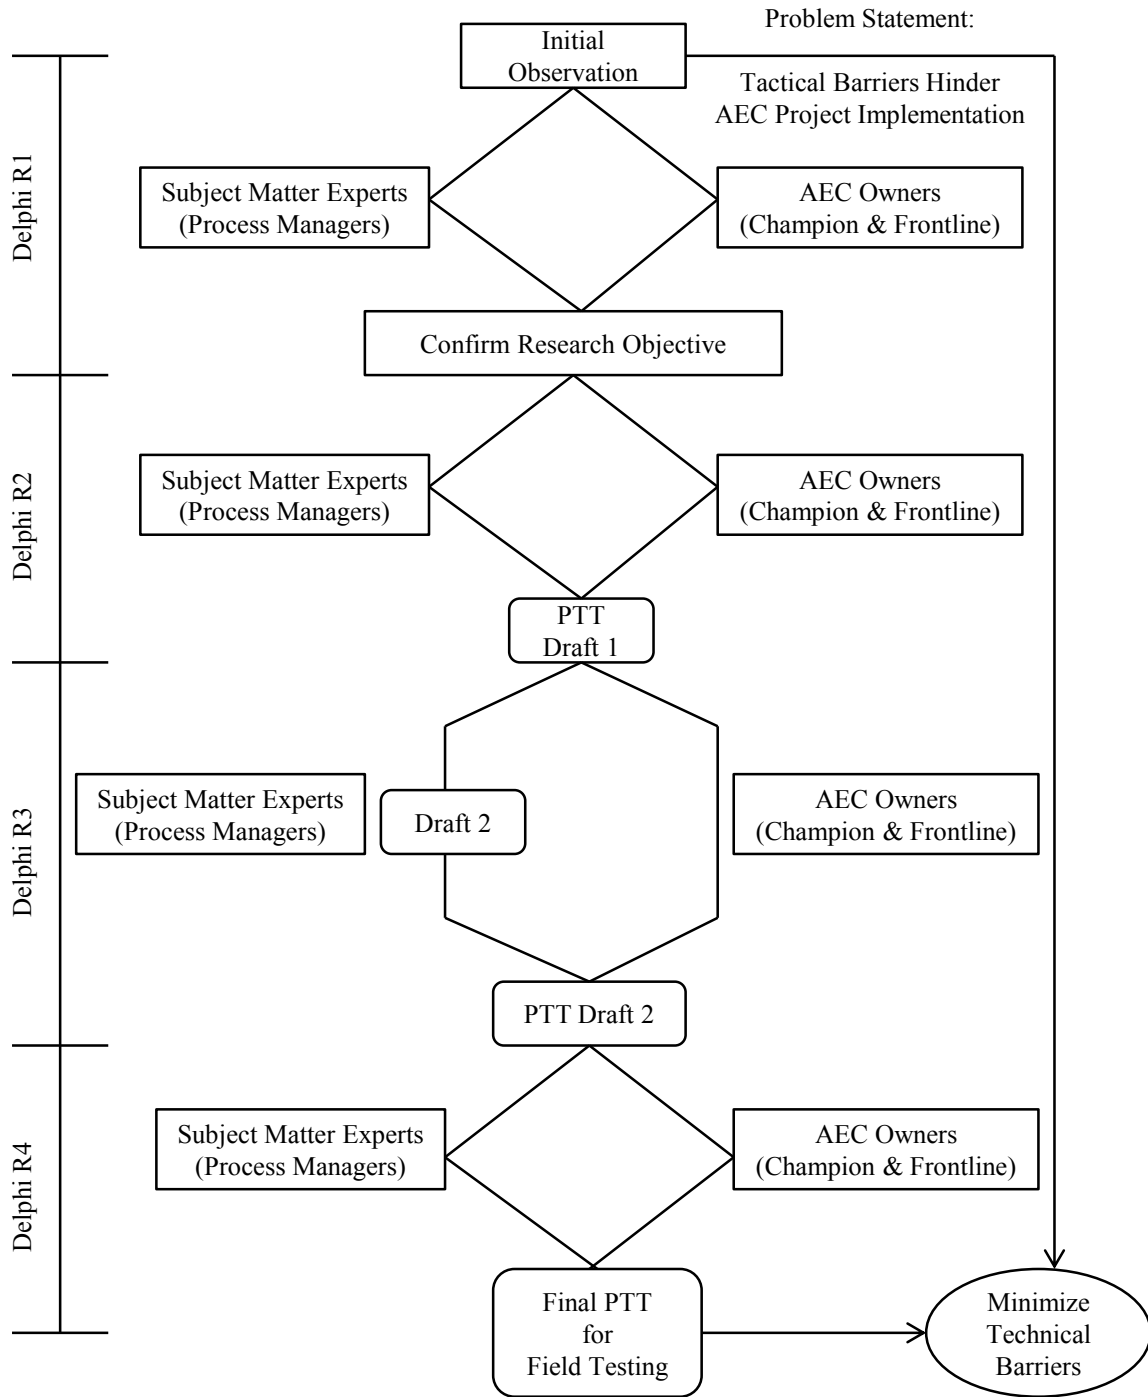 Problem Statement:
Initial
Observation
Tactical Barriers Hinder
AEC Project Implementation
Delphi R1
Subject Matter Experts
(Process Managers)
AEC Owners
(Champion & Frontline)
Confirm Research Objective
Delphi R2
Subject Matter Experts
(Process Managers)
AEC Owners
(Champion & Frontline)
PTT
Draft 1
Delphi R3
Subject Matter Experts
(Process Managers)
Draft 2
AEC Owners
(Champion & Frontline)
PTT Draft 2
Delphi R4
Subject Matter Experts
(Process Managers)
AEC Owners
(Champion & Frontline)
Final PTT
for
Field Testing
Minimize
Technical
Barriers